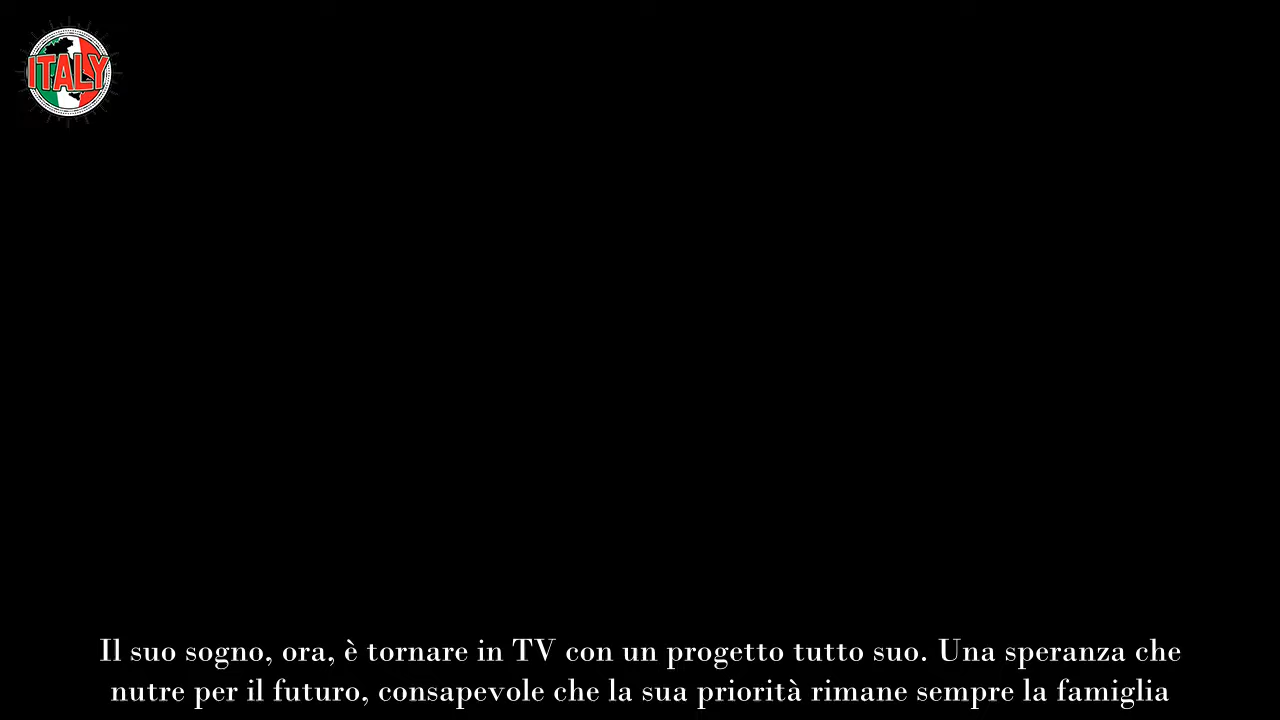 ITALY
Il suo sogno, ora, è tornare in TV con un progetto tutto suo. Una speranza che
nutre per il futuro, consapevole che la sua priorità rimane sempre la famiglia